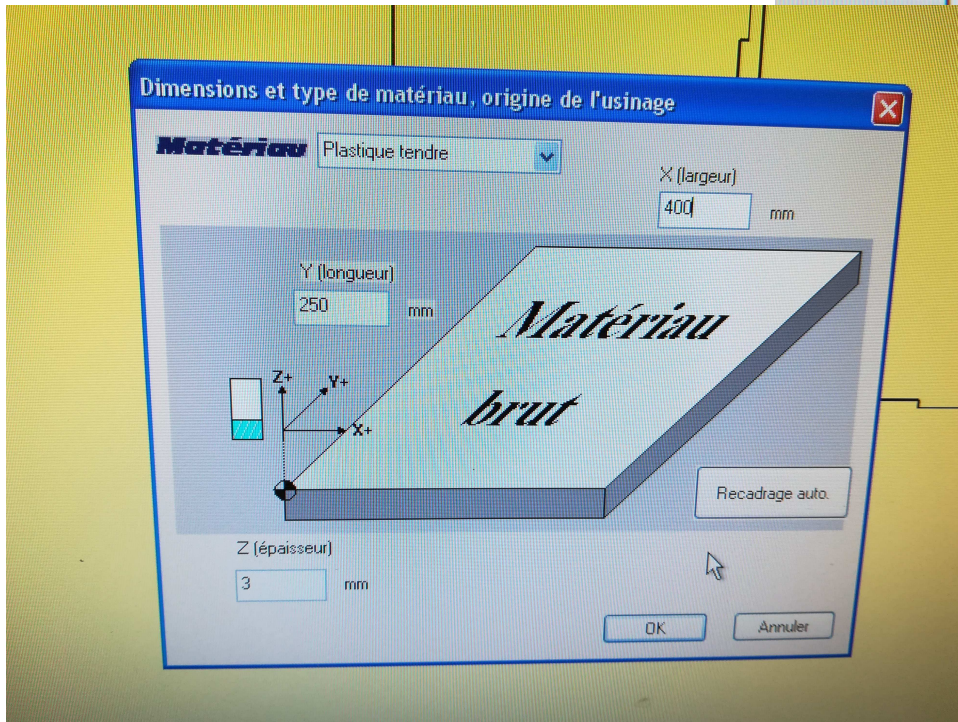 Dimensions et type de matériau, origine de l'usinage
Matériau
Plastique tendre
X (largeur)
400
mm
Y (longueur)
250
mm
Matériau
brut
Z+
Y+
X+
Recadrage auto.
Z (épaisseur)
3
mm
OK
Annuler